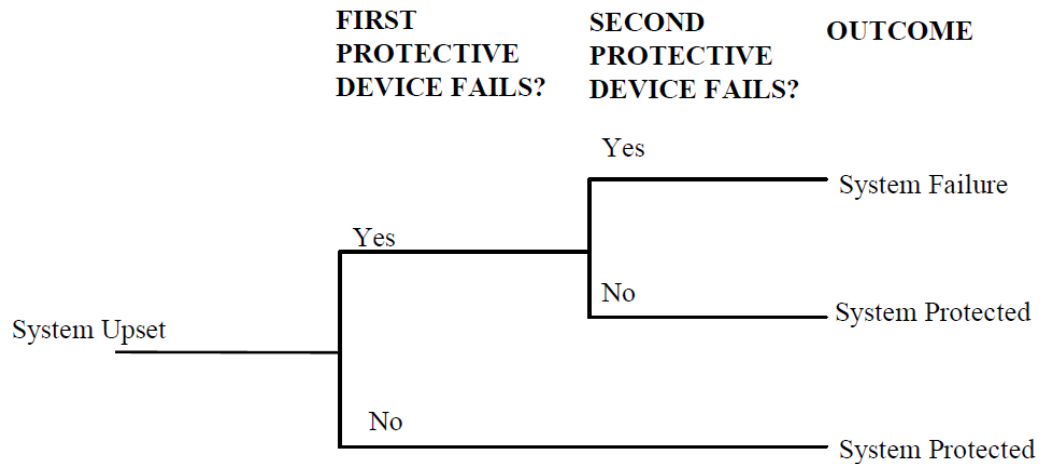 FIRST
PROTECTIVE
DEVICE FAILS?
SECOND
PROTECTIVE
DEVICE FAILS?
OUTCOME
Yes
System Failure
Yes
No
System Protected
System Upset
No
System Protected